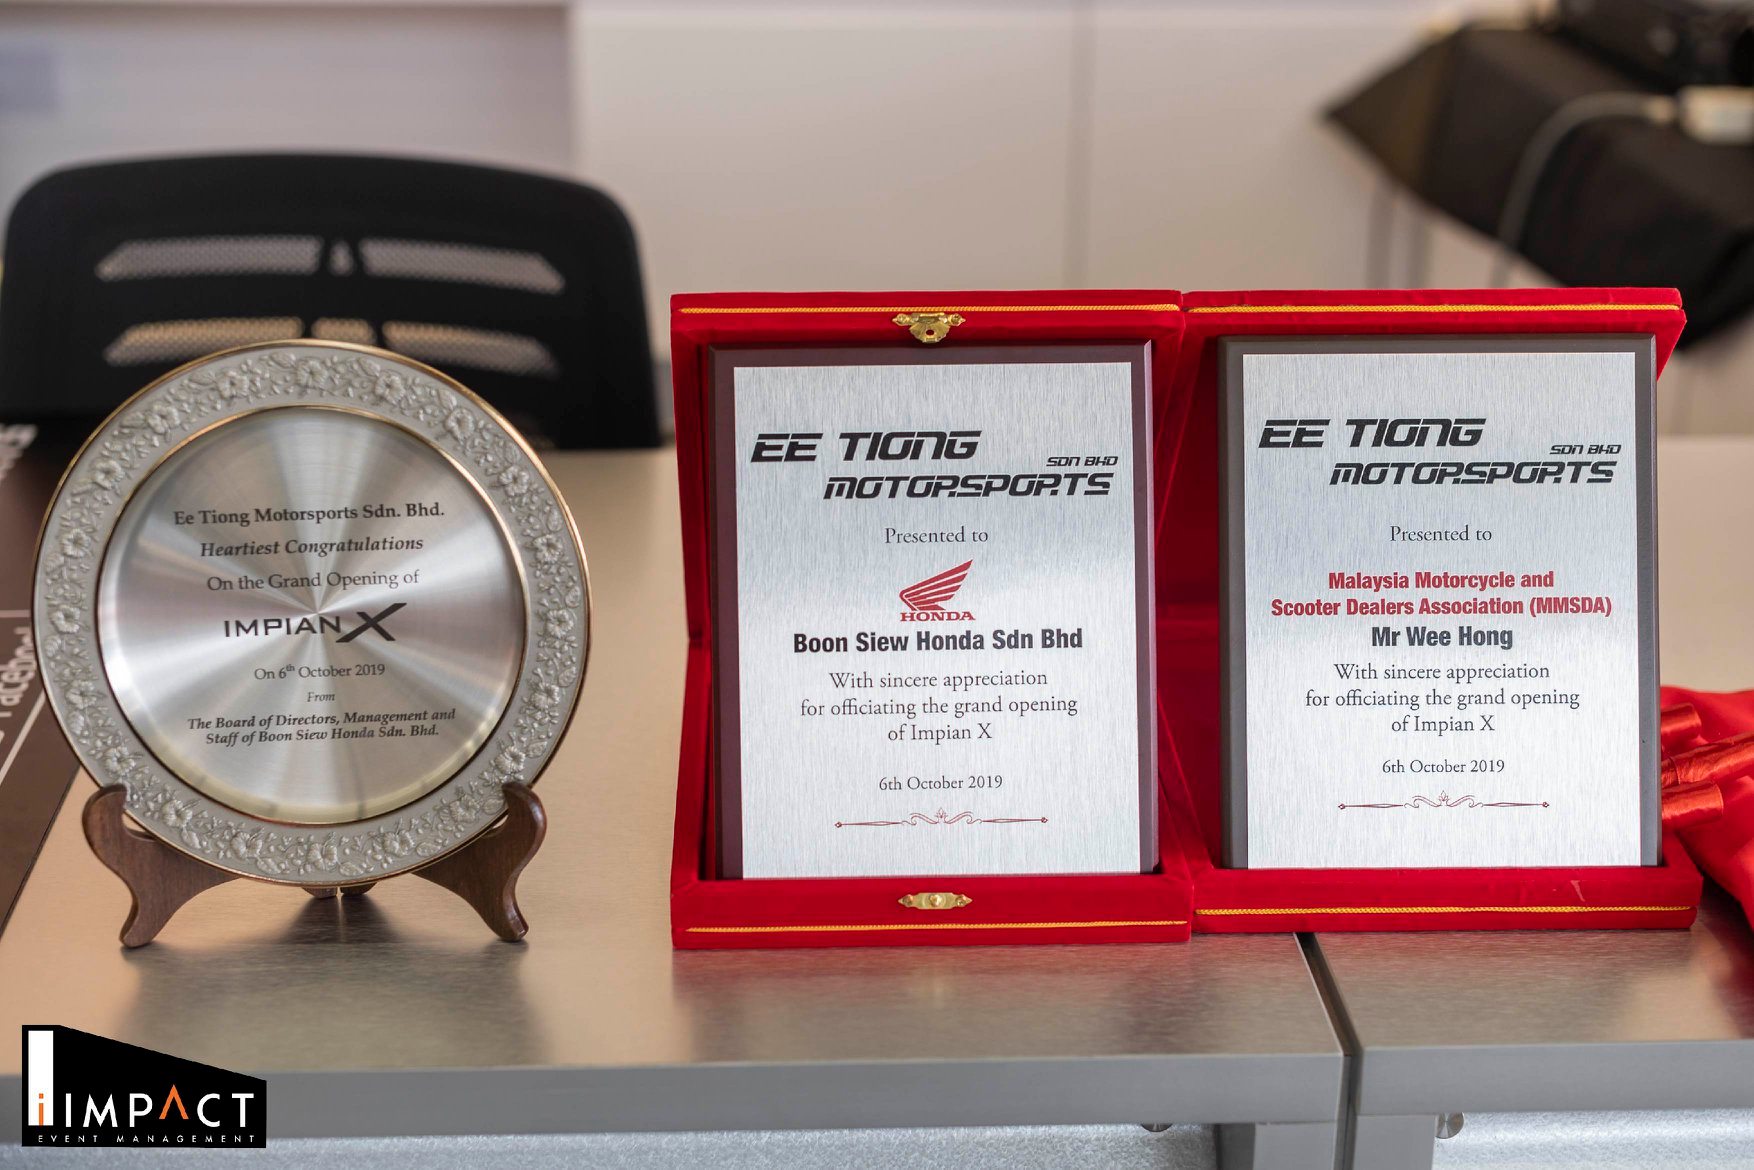 Ee Tiong Motorsports Sdn. Bhd.
Heartiest Congratulations
On the Grand Opening of
IMPIAN X
On 6th October 2019
From
The Board of Directors, Management and
Staff of Boon Siew Honda Sdn. Bhd.
EE TIONG
SDN BHD
MOTORSPORTS
Presented to
HONDA
Boon Siew Honda Sdn Bhd
With sincere appreciation
for officiating the grand opening
of Impian X
6th October 2019
EE TIONG
SDN BHD
MOTORSPORTS
Presented to
Malaysia Motorcycle and
Scooter Dealers Association (MMSDA)
Mr Wee Hong
With sincere appreciation
for officiating the grand opening
of Impian X
6th October 2019
iIMPACT
EVENT MANAGEMENT